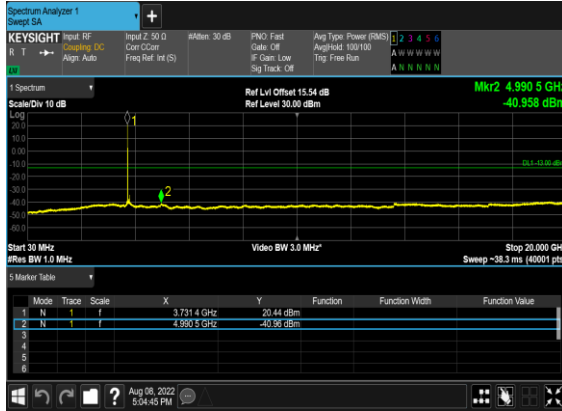 Spectrum Analyzer 1
Swept SA
+
KEYSIGHT Input: RF Input Z: 50 Ω #Atten: 30 dB PNO: Fast Avg Type: Power (RMS) 1 2 3 4 5 6
R T Coupling: DC Corr CCorr Gate: Off Avg|Hold: 100/100 A W W W W W
Align: Auto Freq Ref: Int (S) IF Gain: Low Trig: Free Run
Sig Track: Off A N N N N N
1 Spectrum Ref Lvl Offset 15.54 dB Mkr2 4.990 5 GHz
Scale/Div 10 dB Ref Level 30.00 dBm -40.958 dBm
Log
20.0
10.0
0.00
-10.0
-20.0
-30.0
-40.0
-50.0
-60.0
1
DL1 -13.00 dBm
2
Start 30 MHz Video BW 3.0 MHz* Stop 20.000 GHz
#Res BW 1.0 MHz Sweep ~38.3 ms (40001 pts)
5 Marker Table
Mode Trace Scale X Y Function Function Width Function Value
1 N 1 f 3.731 4 GHz 20.44 dBm
2 N 1 f 4.990 5 GHz -40.96 dBm
3
4
5
6
? Aug 08, 2022
5:04:45 PM